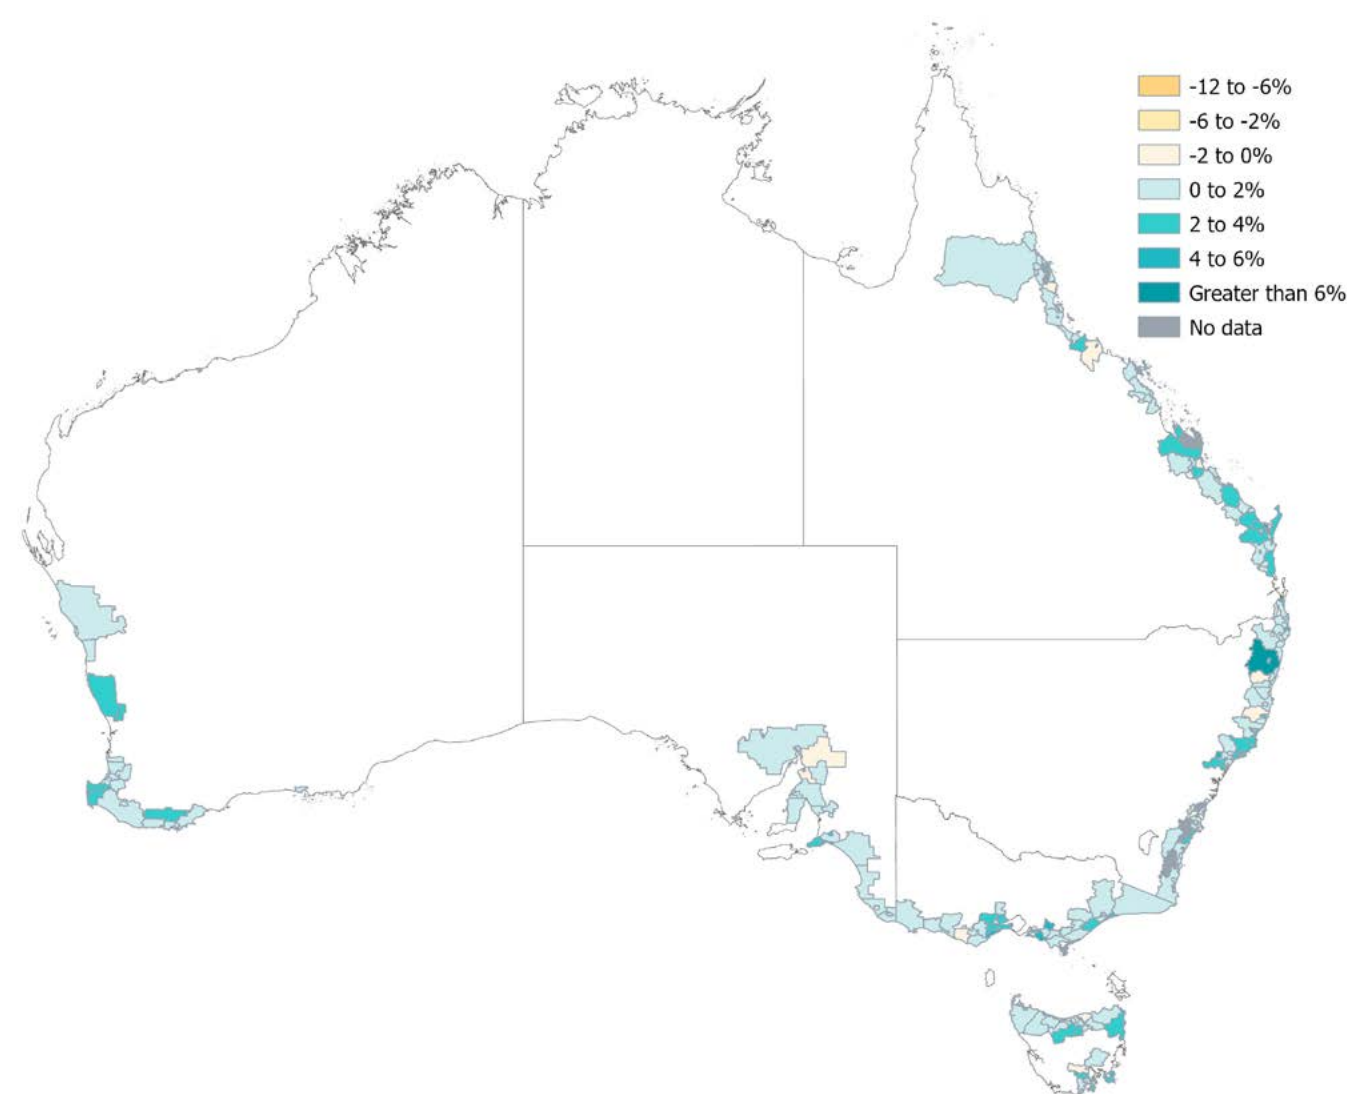 -12 to -6%
-6 to -2%
-2 to 0%
0 to 2%
2 to 4%
4 to 6%
Greater than 6%
No data